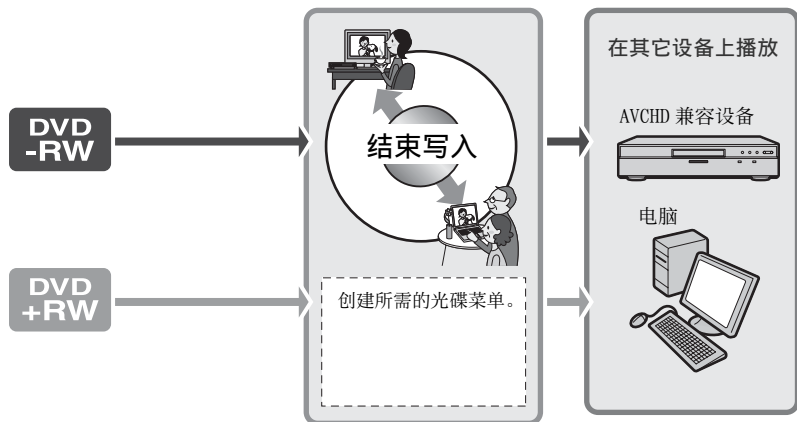 DVD
-RW
结束写入
DVD
+RW
创建所需的光碟菜单。
在其它设备上播放
AVCHD 兼容设备
电脑